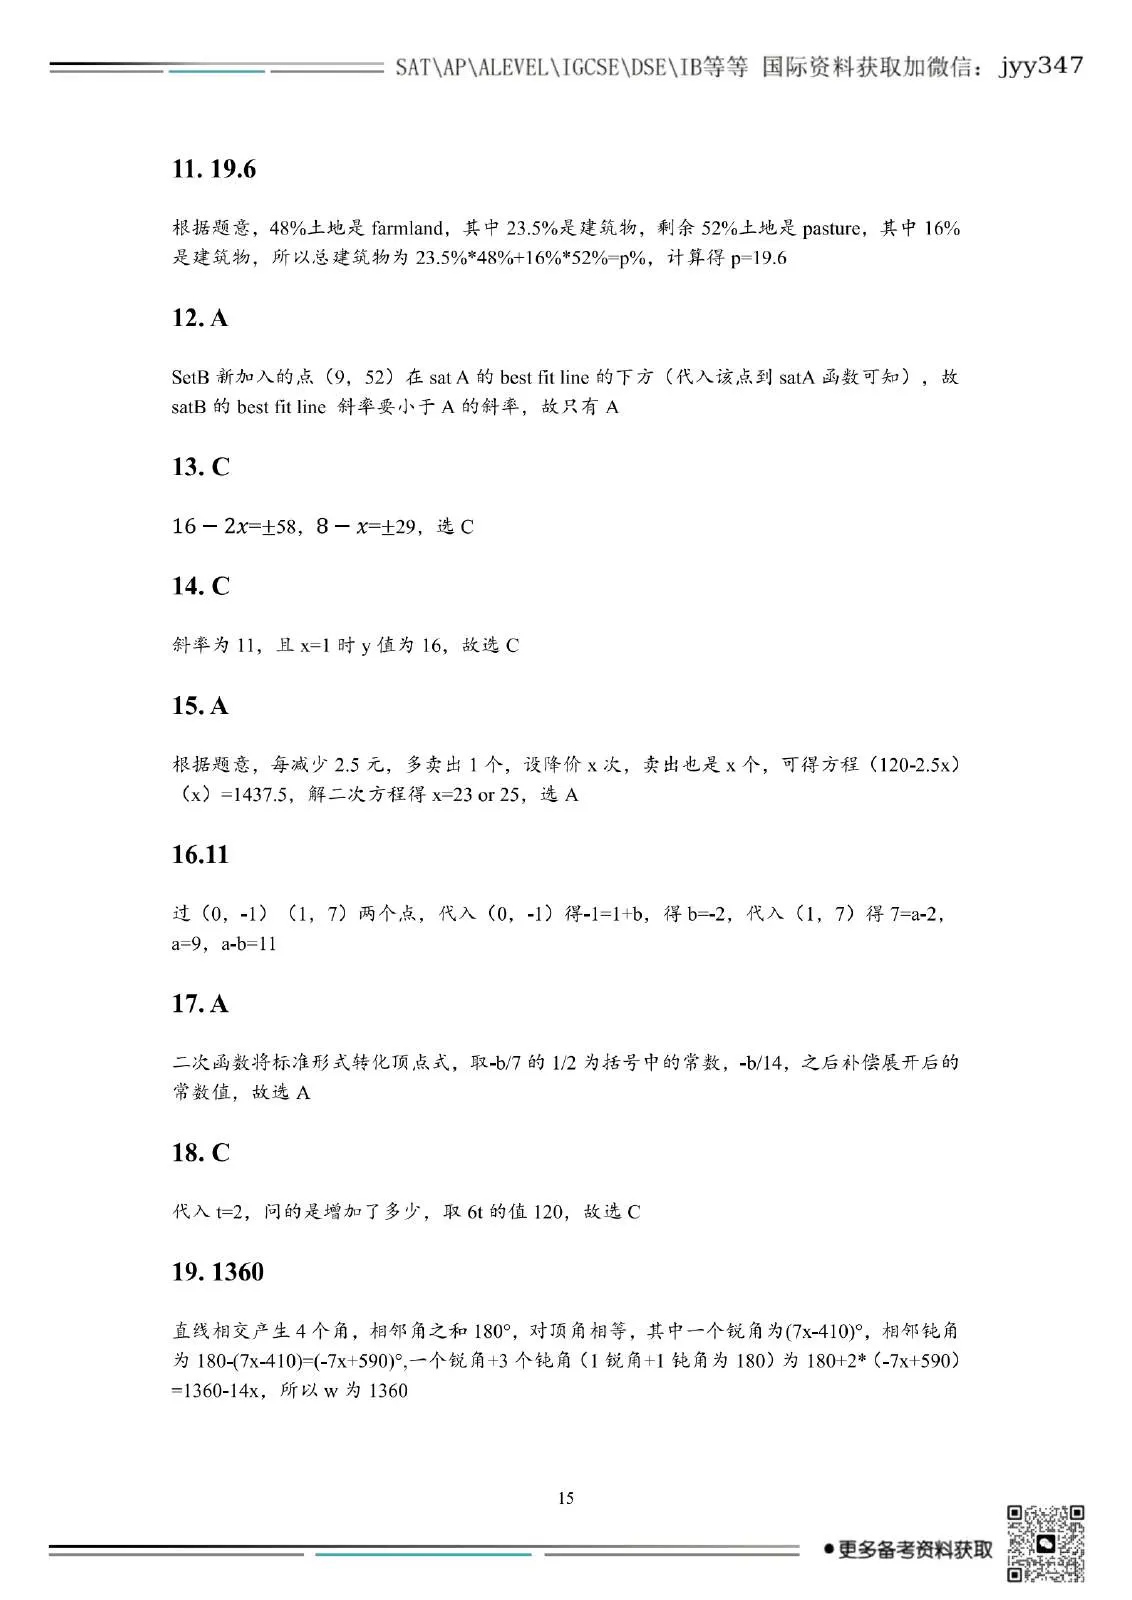 SAT\AP\ALEVEL\IGCSE\DSE\IB等等 国际资料获取加微信：jyy347
11. 19.6
根据题意，48%土地是 farmland，其中 23.5%是建筑物，剩余 52%土地是 pasture，其中 16%
是建筑物，所以总建筑物为 23.5%*48%+16%*52%=p%，计算得 p=19.6
12. A
SetB 新加入的点（9，52）在 sat A 的 best fit line 的下方（代入该点到 satA 函数可知），故
satB 的 best fit line 斜率要小于 A 的斜率，故只有 A
13. C
16 − 2x=±58，8 − x=±29，选 C
14. C
斜率为 11，且 x=1 时 y 值为 16，故选 C
15. A
根据题意，每减少 2.5 元，多卖出 1 个，设降价 x 次，卖出也是 x 个，可得方程（120-2.5x）
（x）=1437.5，解二次方程得 x=23 or 25，选 A
16.11
过（0，-1）（1，7）两个点，代入（0，-1）得-1=1+b，得 b=-2，代入（1，7）得 7=a-2，
a=9，a-b=11
17. A
二次函数将标准形式转化顶点式，取-b/7 的 1/2 为括号中的常数，-b/14，之后补偿展开后的
常数值，故选 A
18. C
代入 t=2，问的是增加了多少，取 6t 的值 120，故选 C
19. 1360
直线相交产生 4 个角，相邻角之和 180°，对顶角相等，其中一个锐角为(7x-410)°，相邻钝角
为 180-(7x-410)=(-7x+590)°,一个锐角+3 个钝角（1 锐角+1 钝角为 180）为 180+2*（-7x+590）
=1360-14x，所以 w 为 1360
15
●更多备考资料获取